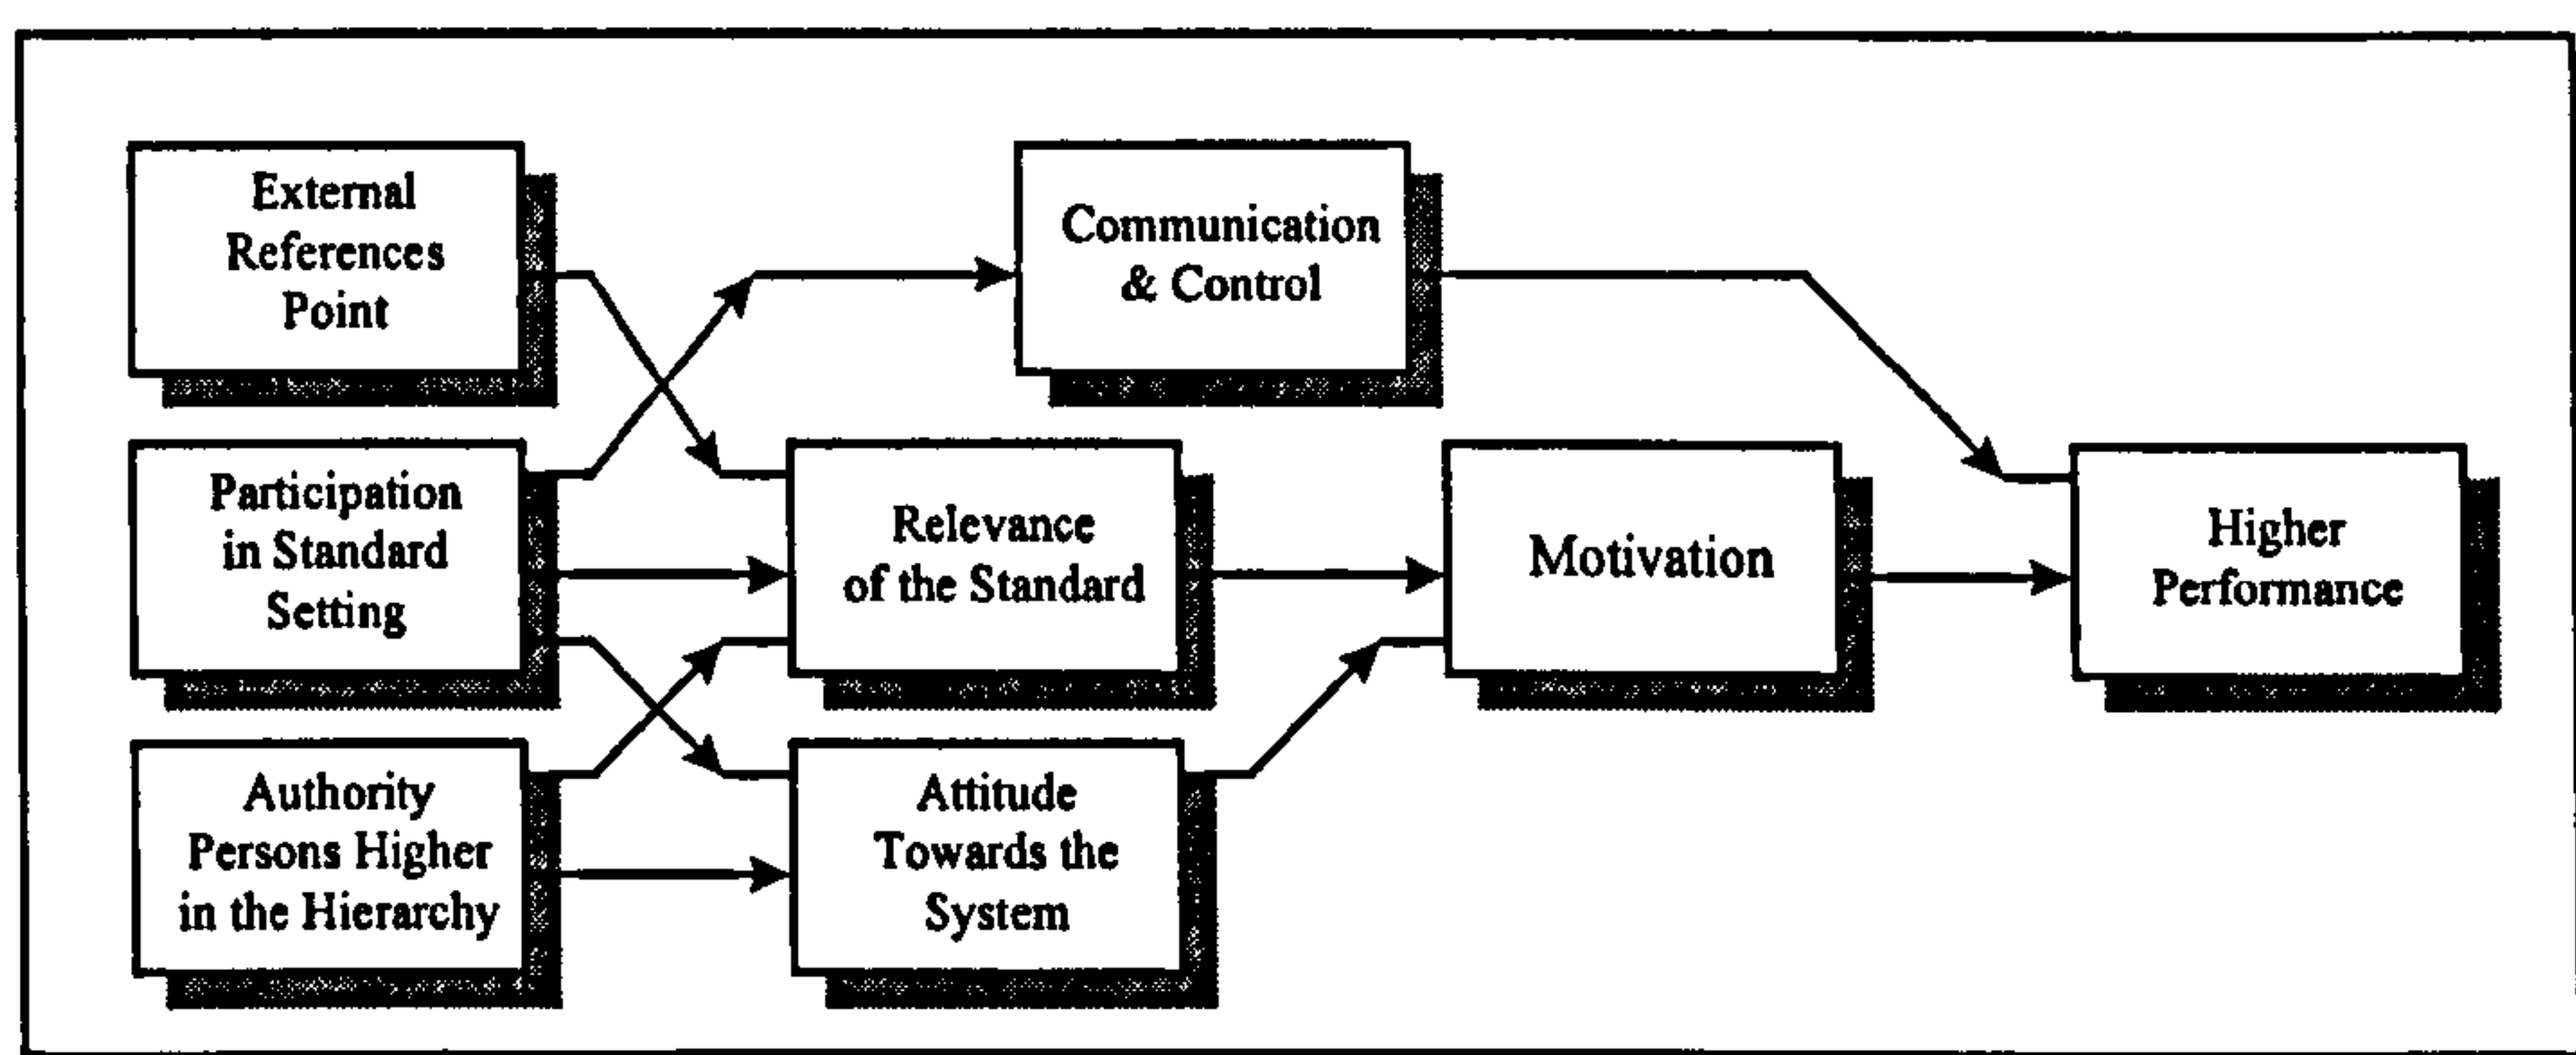 External
References
Point
Communication
& Control
Participation
in Standard
Setting
Relevance
of the Standard
Motivation
Higher
Performance
Authority
Persons Higher
in the Hierarchy
Attitude
Towards the
System